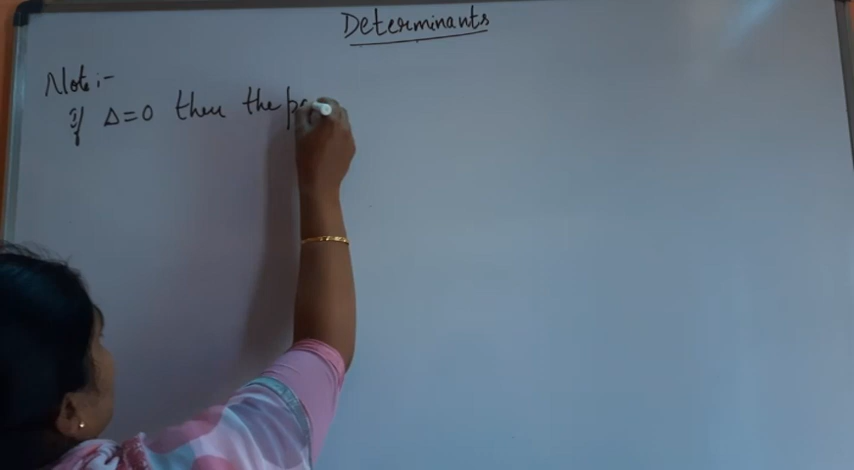 Determinants
Note:-
if Δ=0 then the